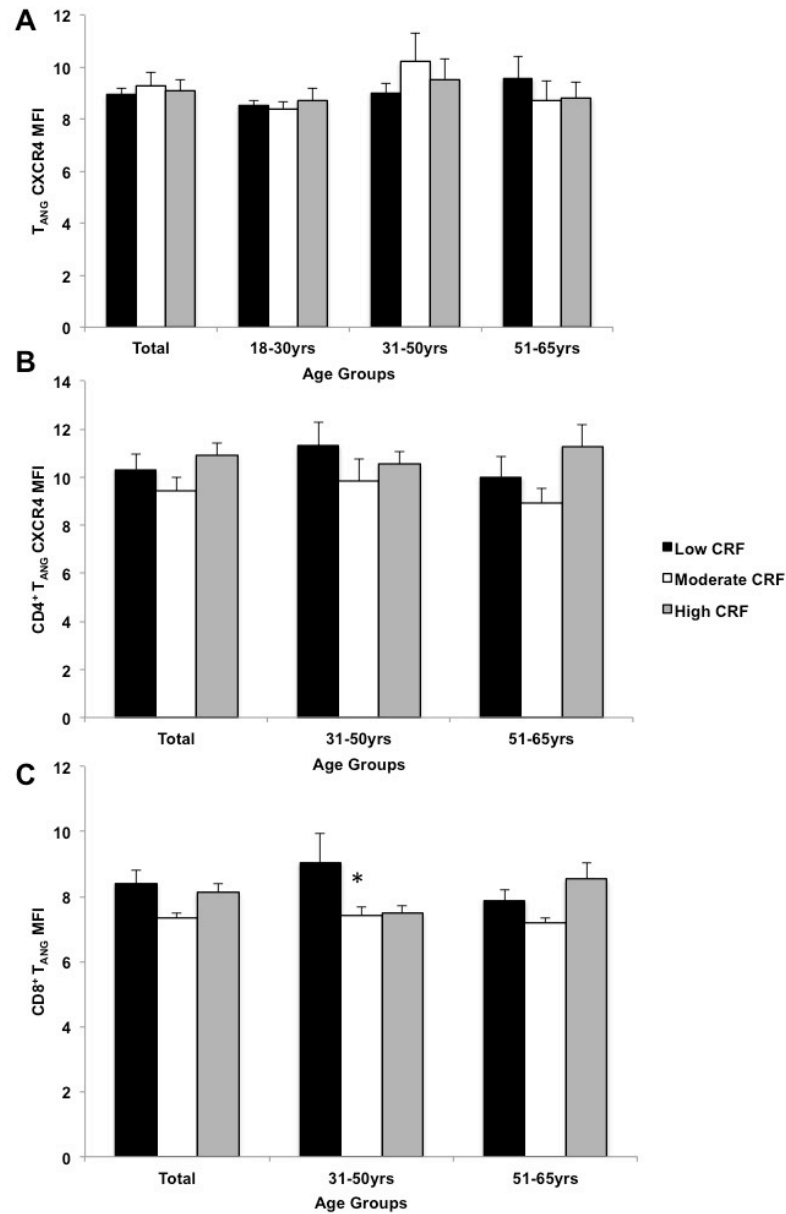 A
12
10
8
6
4
2
0
T_ANG CXCR4 MFI
Total 18-30yrs 31-50yrs 51-65yrs
Age Groups
B
14
12
10
8
6
4
2
0
CD4⁺ T_ANG CXCR4 MFI
Total 31-50yrs 51-65yrs
Age Groups
Low CRF
Moderate CRF
High CRF
C
12
10
8
6
4
2
0
CD8⁺ T_ANG MFI
*
Total 31-50yrs 51-65yrs
Age Groups